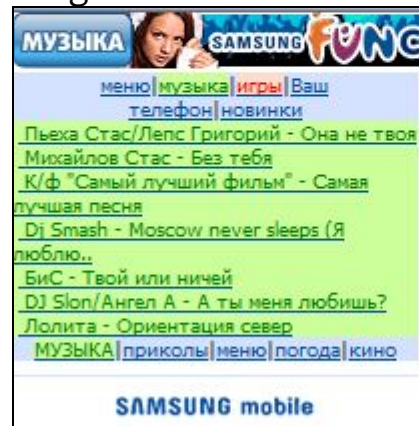 МУЗЫКА SAMSUNG FUNC
меню|музыка|игры|Ваш
телефон|новинки
Пьеха Стас/Лепс Григорий - Она не твоя
Михайлов Стас - Без тебя
К/ф "Самый лучший фильм" - Самая
лучшая песня
Dj Smash - Moscow never sleeps (Я
люблю..
БиС - Твой или ничей
DJ Slon/Ангел А - А ты меня любишь?
Лолита - Ориентация север
МУЗЫКА|приколы|меню|погода|кино
SAMSUNG mobile